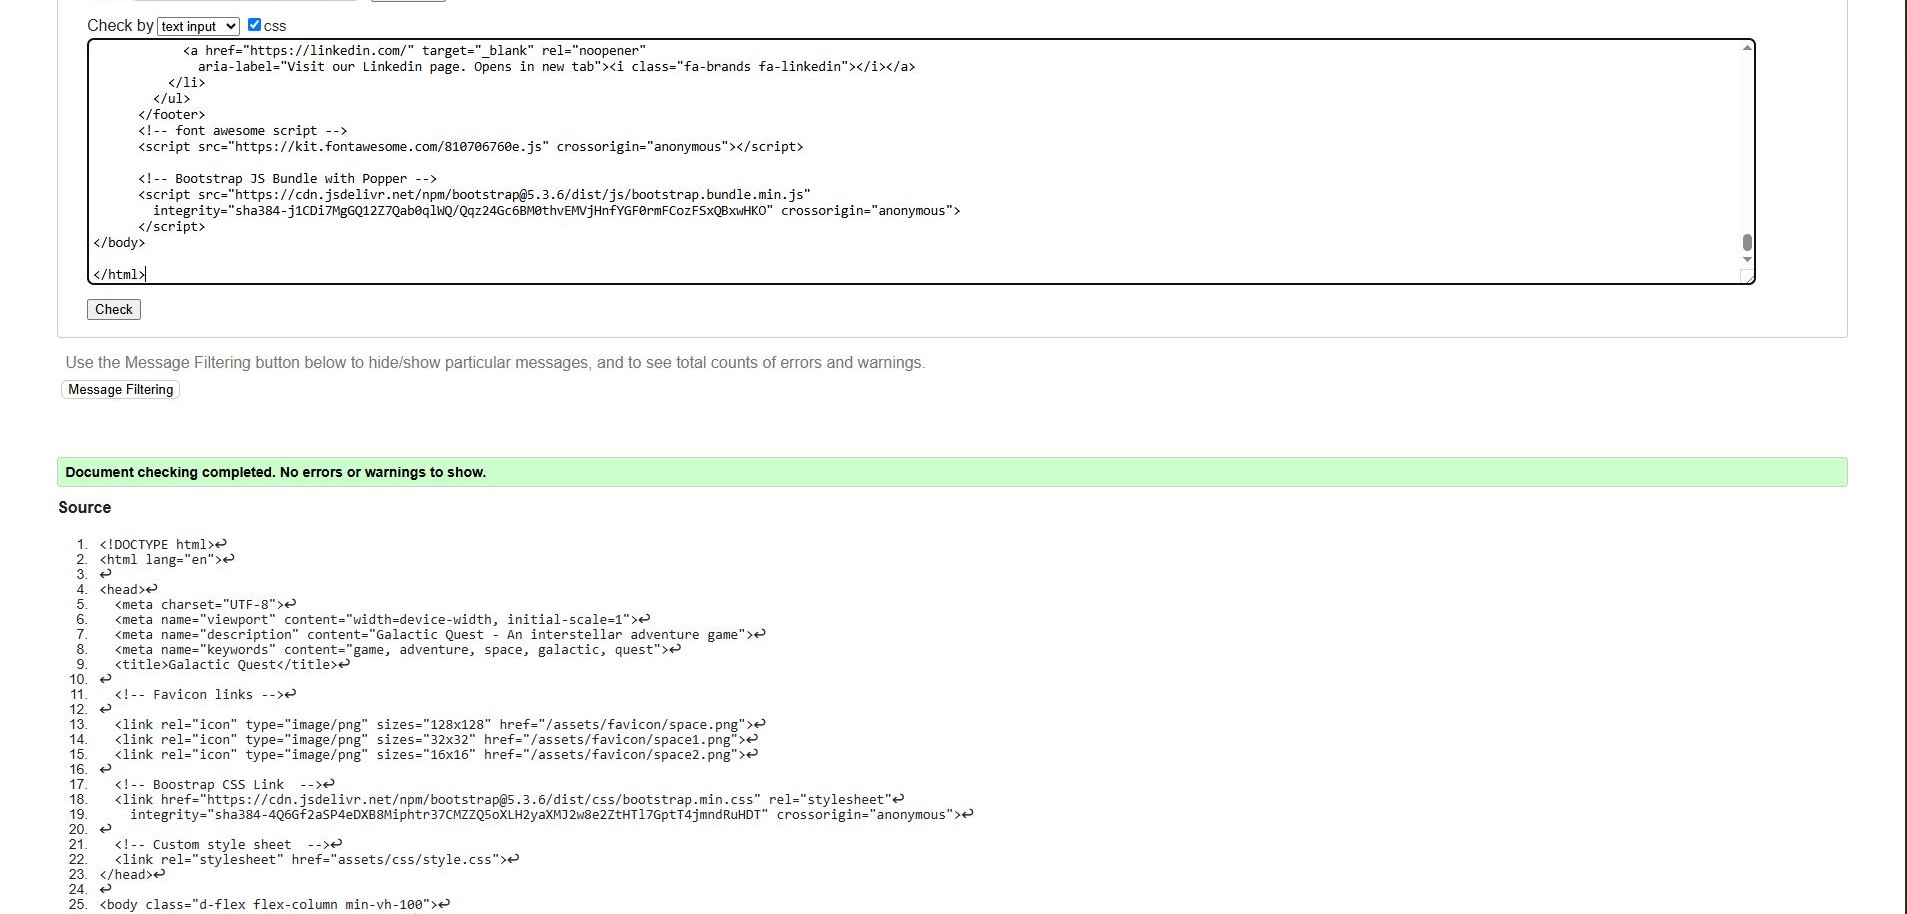 Check by text input css
<a href="https://linkedin.com/" target="_blank" rel="noopener"
aria-label="Visit our Linkedin page. Opens in new tab"><i class="fa-brands fa-linkedin"></i></a>
</li>
</ul>
</footer>
<!-- font awesome script -->
<script src="https://kit.fontawesome.com/810706760e.js" crossorigin="anonymous"></script>
<!-- Bootstrap JS Bundle with Popper -->
<script src="https://cdn.jsdelivr.net/npm/bootstrap@5.3.6/dist/js/bootstrap.bundle.min.js"
integrity="sha384-j1CDi7MgGQ12Z7Qab0qlWQ/Qqz24Gc6BM0thvEMVjHnfYGF0rmFCozFSxQBxwHKO" crossorigin="anonymous">
</script>
</body>
</html>
Check
Use the Message Filtering button below to hide/show particular messages, and to see total counts of errors and warnings.
Message Filtering
Document checking completed. No errors or warnings to show.
Source
1. <!DOCTYPE html>↩
2. <html lang="en">↩
3. ↩
4. <head>↩
5. <meta charset="UTF-8">↩
6. <meta name="viewport" content="width=device-width, initial-scale=1">↩
7. <meta name="description" content="Galactic Quest - An interstellar adventure game">↩
8. <meta name="keywords" content="game, adventure, space, galactic, quest">↩
9. <title>Galactic Quest</title>↩
10. ↩
11. <!-- Favicon links -->↩
12. ↩
13. <link rel="icon" type="image/png" sizes="128x128" href="/assets/favicon/space.png">↩
14. <link rel="icon" type="image/png" sizes="32x32" href="/assets/favicon/space1.png">↩
15. <link rel="icon" type="image/png" sizes="16x16" href="/assets/favicon/space2.png">↩
16. ↩
17. <!-- Boostrap CSS Link  -->↩
18. <link href="https://cdn.jsdelivr.net/npm/bootstrap@5.3.6/dist/css/bootstrap.min.css" rel="stylesheet"↩
19. integrity="sha384-4Q6Gf2aSP4eDXB8Miphtr37CMZZQ5oXLH2yaXMJ2w8e2ZtHTl7GptT4jmndRuHDT" crossorigin="anonymous">↩
20. ↩
21. <!-- Custom style sheet  -->↩
22. <link rel="stylesheet" href="assets/css/style.css">↩
23. </head>↩
24. ↩
25. <body class="d-flex flex-column min-vh-100">↩